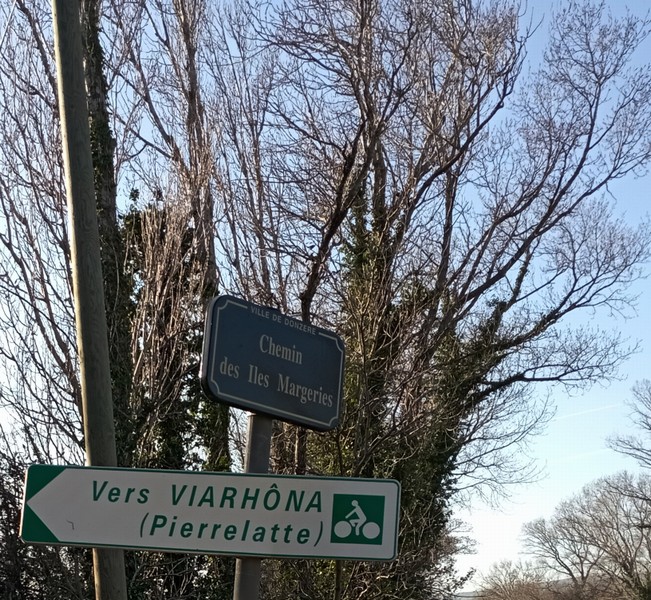 VILLE DE DONZERE
Chemin
des Iles Margeries
Vers VIARHÔNA
(Pierrelatte)